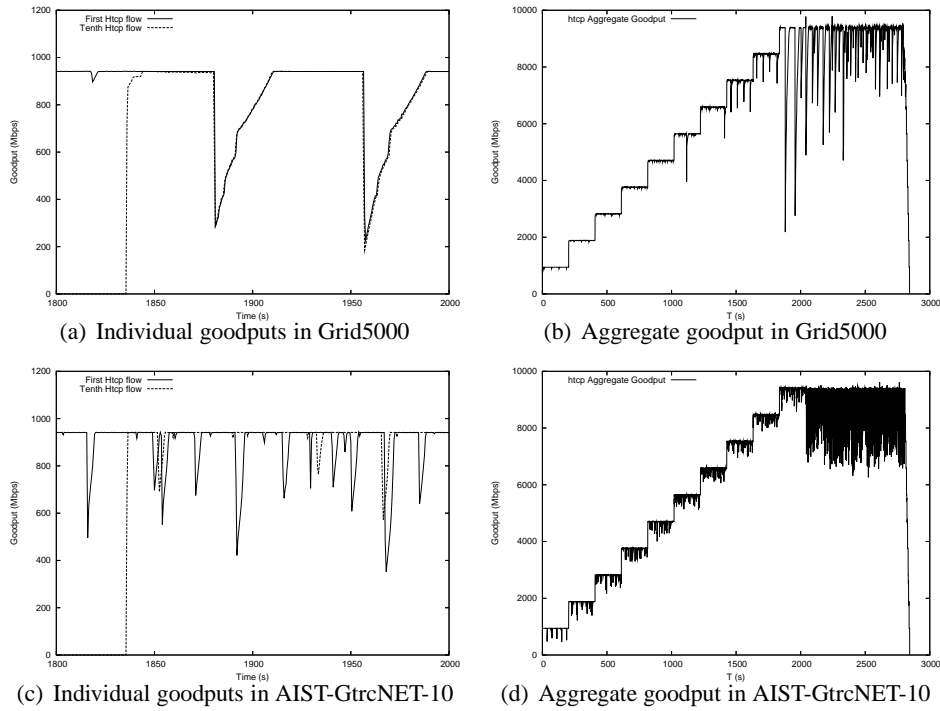 1200
1000
800
600
400
200
0
Goodput (Mbps)
First Htcp flow
Tenth Htcp flow
1800 1850 1900 1950 2000
Time (s)
(a) Individual goodputs in Grid5000
10000
8000
6000
4000
2000
0
Goodput (Mbps)
htcp Aggregate Goodput
0 500 1000 1500 2000 2500 3000
T (s)
(b) Aggregate goodput in Grid5000
1200
1000
800
600
400
200
0
Goodput (Mbps)
First Htcp flow
Tenth Htcp flow
1800 1850 1900 1950 2000
Time (s)
(c) Individual goodputs in AIST-GtrcNET-10
10000
8000
6000
4000
2000
0
Goodput (Mbps)
htcp Aggregate Goodput
0 500 1000 1500 2000 2500 3000
T (s)
(d) Aggregate goodput in AIST-GtrcNET-10